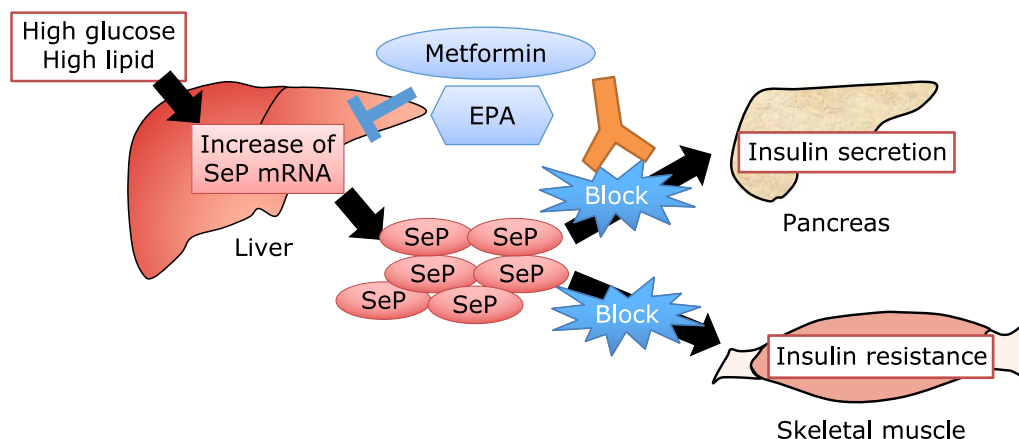 High glucose
High lipid
Metformin
EPA
Increase of
SeP mRNA
Liver
Block
Insulin secretion
Pancreas
SeP
SeP
SeP
SeP
SeP
SeP
Block
Insulin resistance
Skeletal muscle